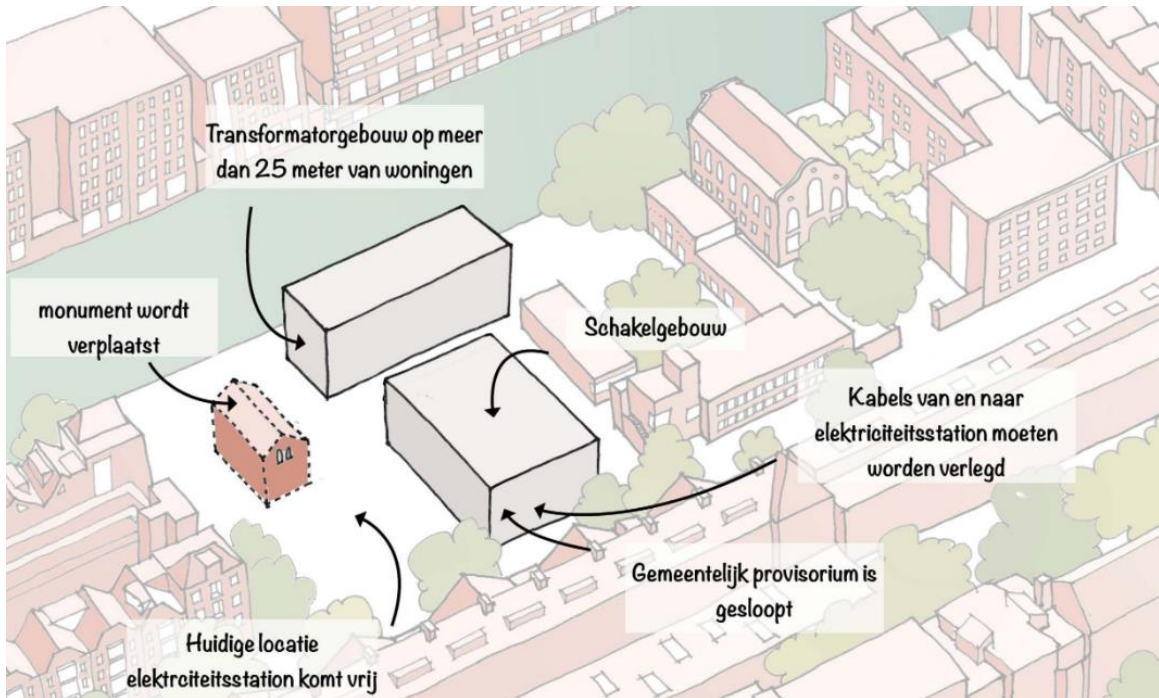 Transformatorgebouw op meer
dan 25 meter van woningen
monument wordt
verplaatst
Schakelgebouw
Kabels van en naar
elektriciteitsstation moeten
worden verlegd
Gemeentelijk provisorium is
gesloopt
Huidige locatie
elektrciteitsstation komt vrij